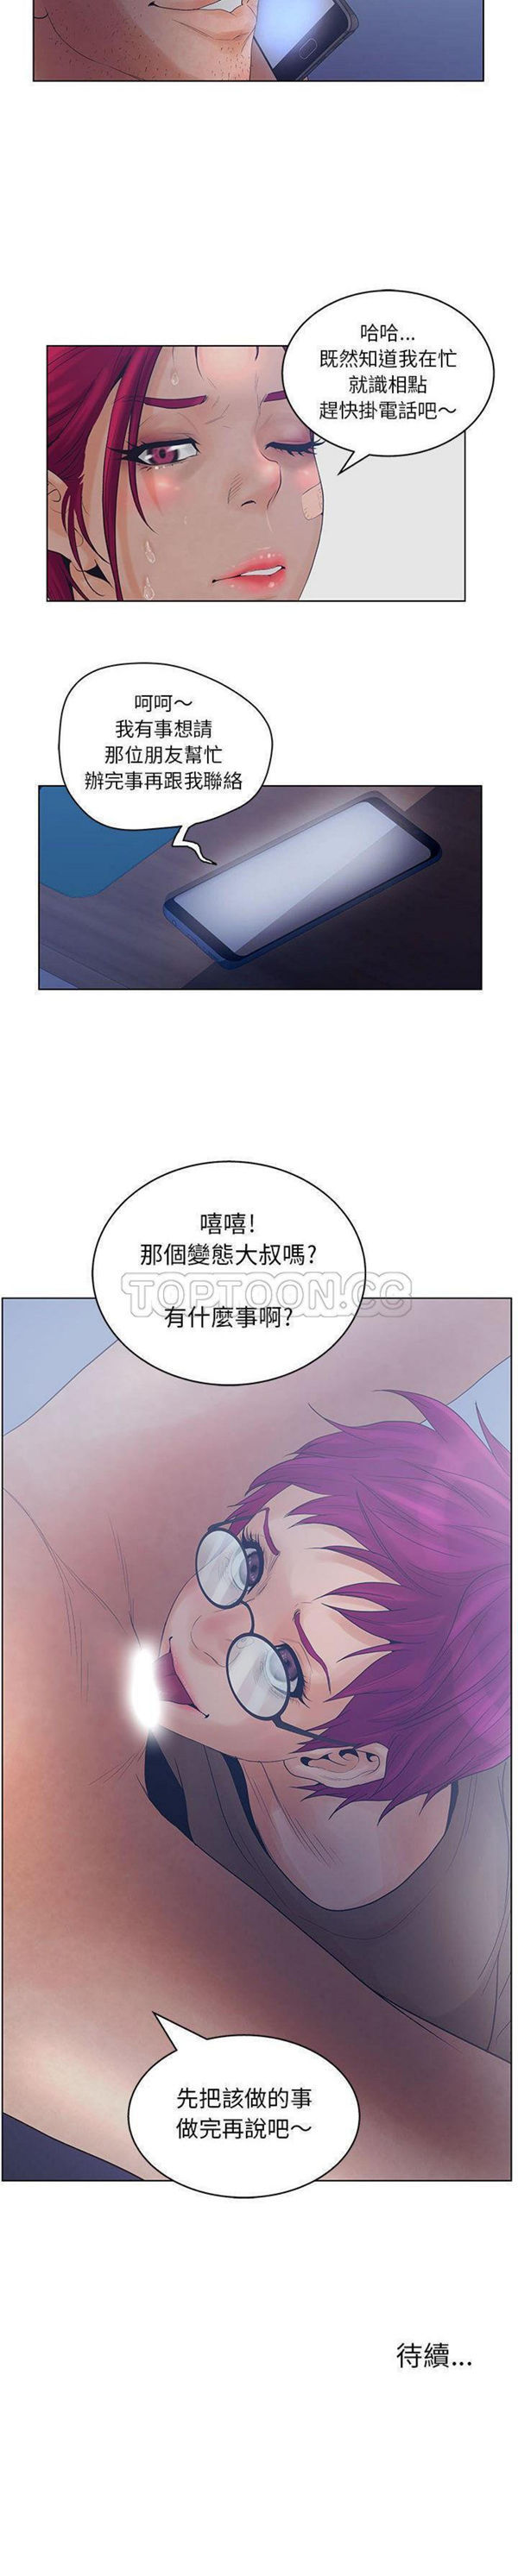 哈哈...
既然知道我在忙
就識相點
趕快掛電話吧～
呵呵～
我有事想請
那位朋友幫忙
辦完事再跟我聯絡
嘻嘻!
那個變態大叔嗎?
TOPTOON.CC
有什麼事啊?
先把該做的事
做完再說吧～
待續...